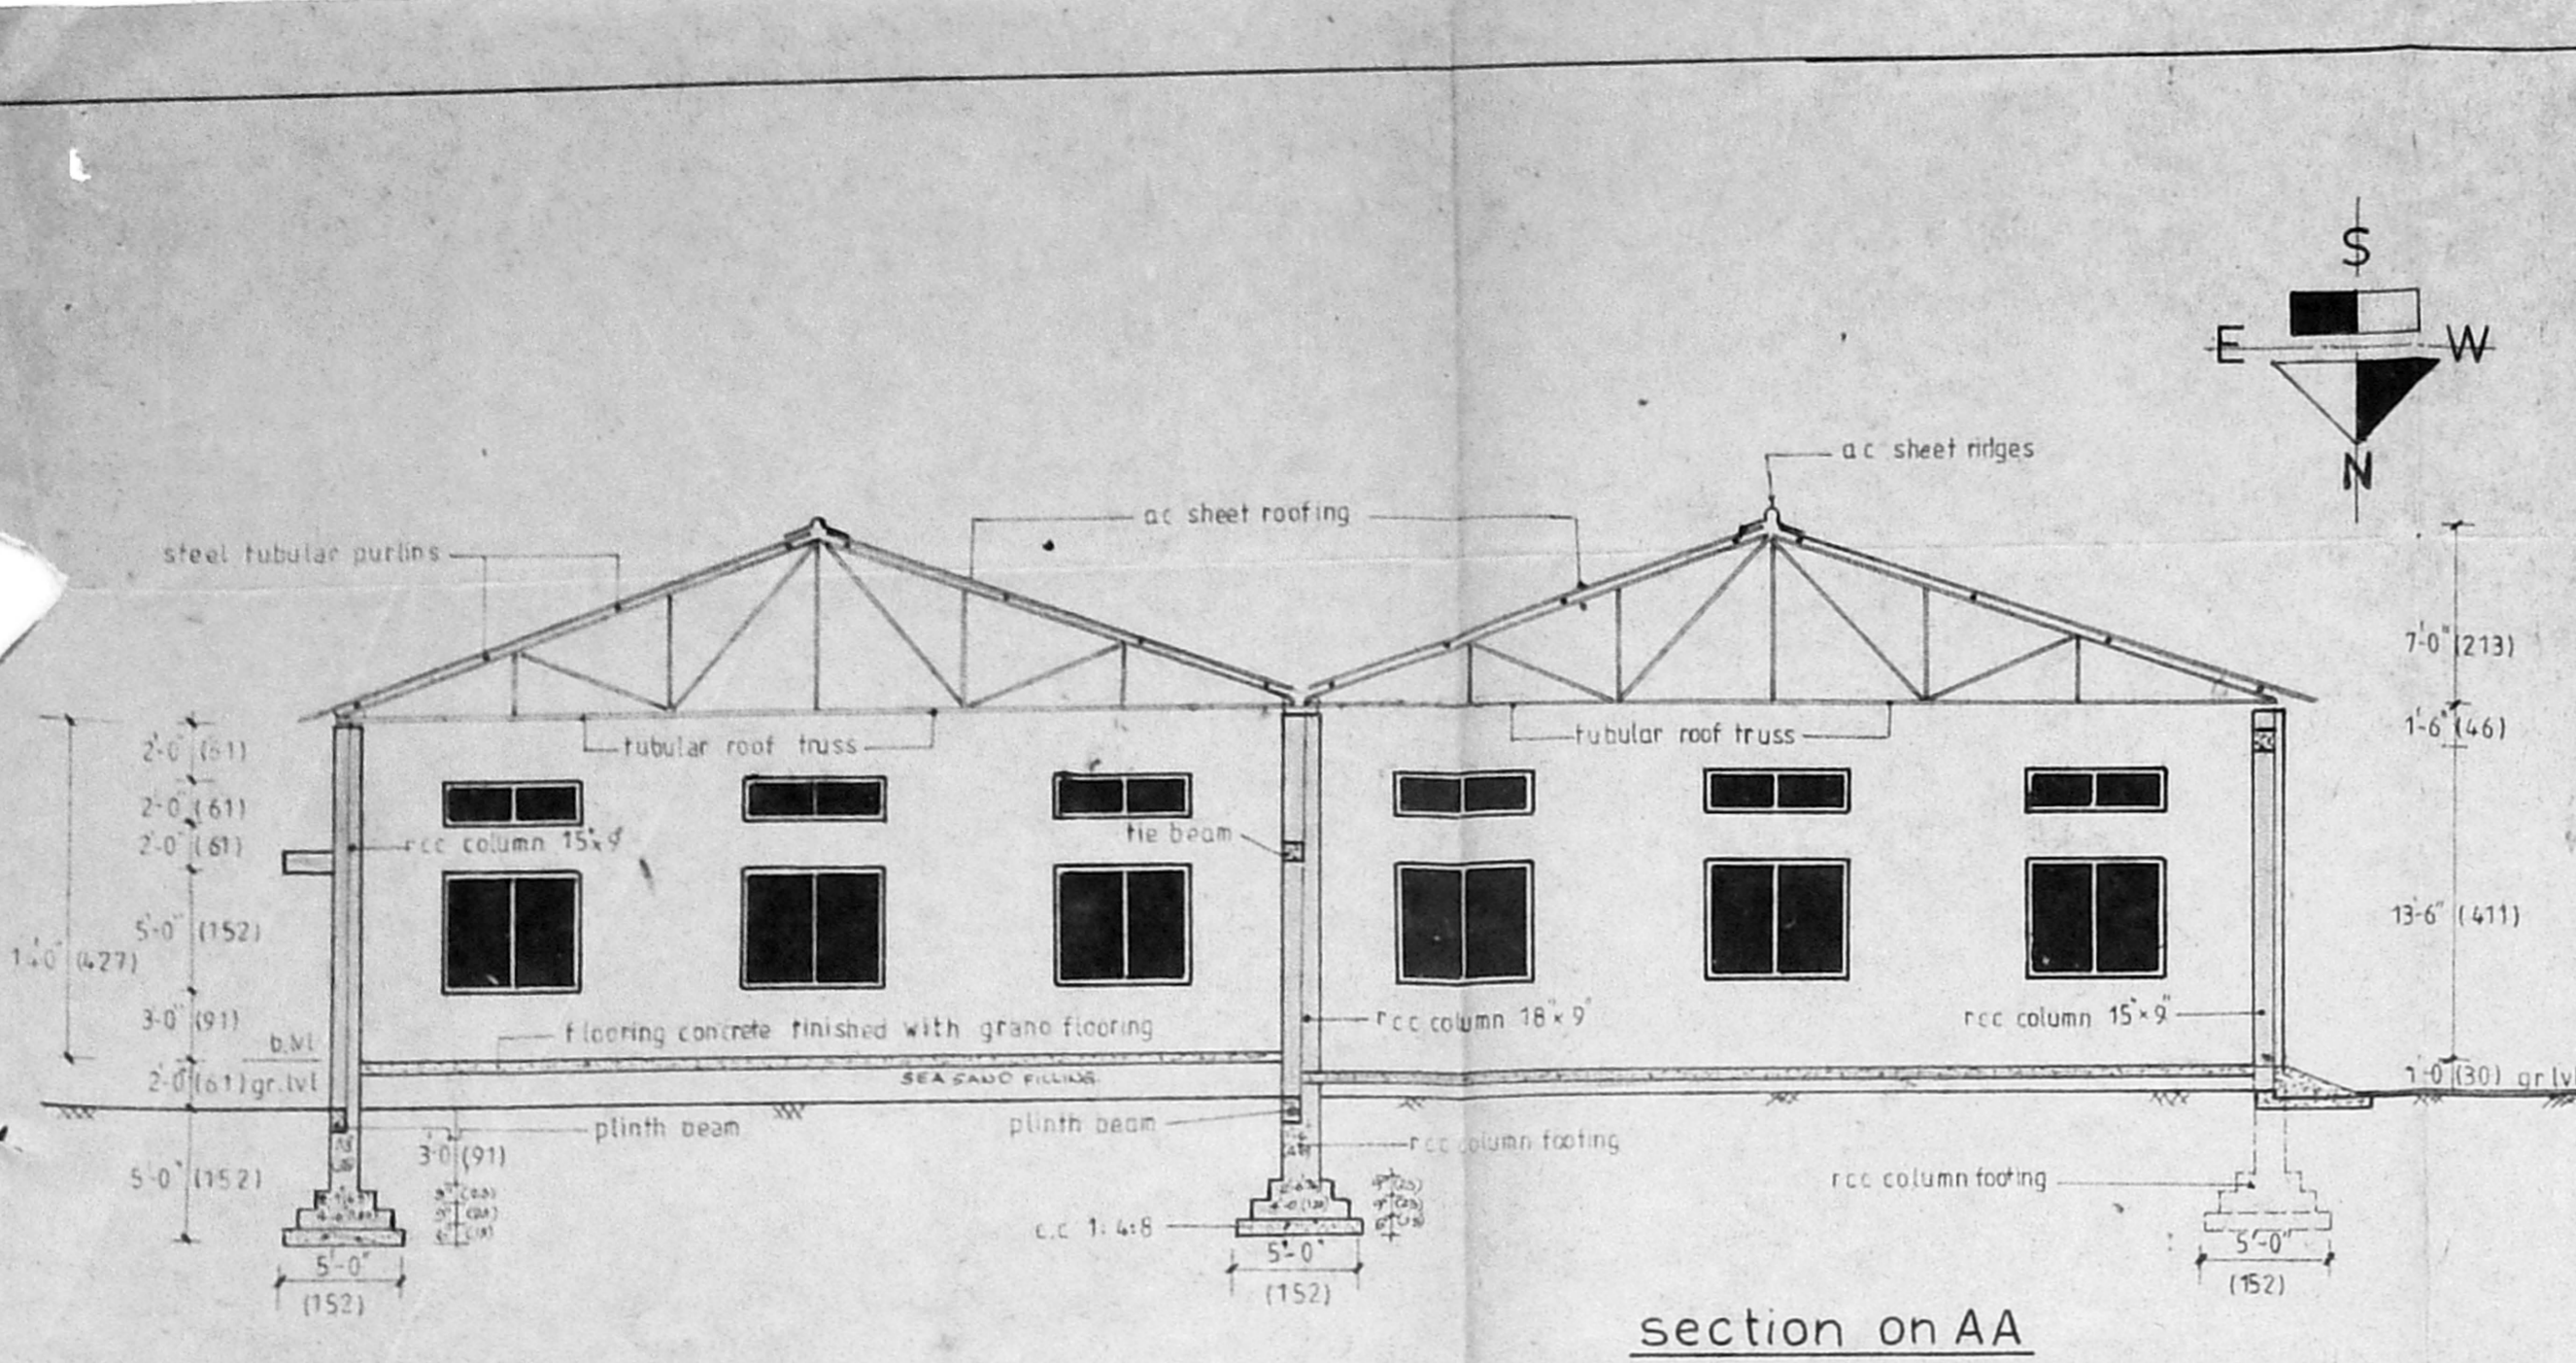 S
E W
N
a c sheet ridges
ac sheet roofing
steel tubular purlins
7'-0" (213)
tubular roof truss
tubular roof truss
1'-6" (46)
2'-0" (61)
2'-0" (61)
2'-0" (61)
rcc column 15"x9"
tie beam
5'-0" (152)
13'-6" (411)
14'-0" (427)
3'-0" (91)
flooring concrete finished with grano flooring
rcc column 18"x9"
rcc column 15"x9"
b.lvl
2'-0" (61) gr.lvl
SEA SAND FILLING
1'-0" (30) gr lvl
plinth beam
plinth beam
rcc column footing
3'-0 (91)
5'-0" (152)
rcc column footing
c.c 1:4:8
5'-0"
(152)
5'-0"
(152)
5'-0"
(152)
section on AA